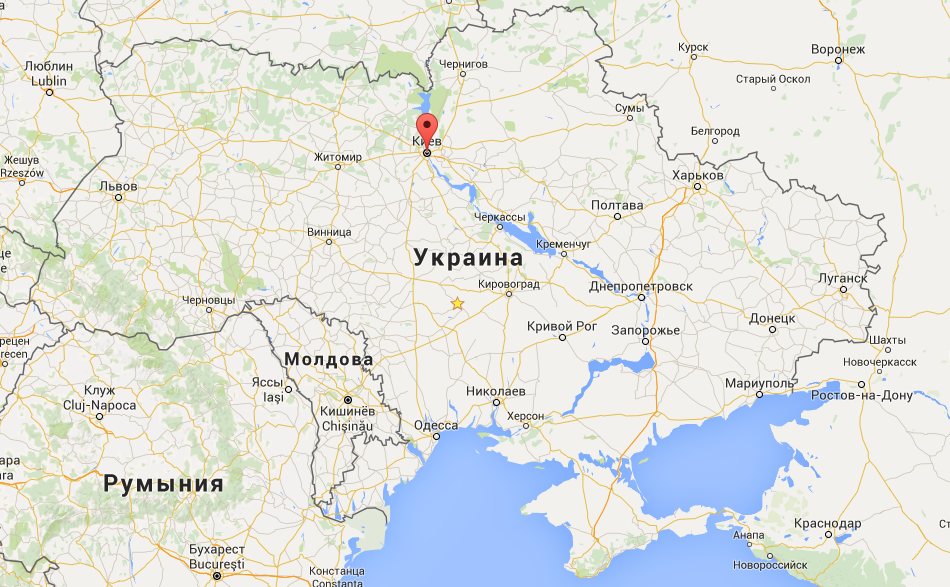 Чернигов
Курск
Воронеж
Люблин
Lublin
Старый Оскол
Сумы
Белгород
Киев
Житомир
Жешув
Rzeszów
Львов
Харьков
Полтава
Черкассы
Винница
Кременчуг
Украина
Кировоград
Днепропетровск
Луганск
Черновцы
Донецк
Кривой Рог
Запорожье
Шахты
Молдова
Новочеркасск
Яссы
Iași
Мариуполь
Ростов-на-Дону
Клуж
Cluj-Napoca
Николаев
Кишинёв
Chișinău
Херсон
Одесса
Румыния
Краснодар
Анапа
Новороссийск
Бухарест
București
Констанца
Constanța